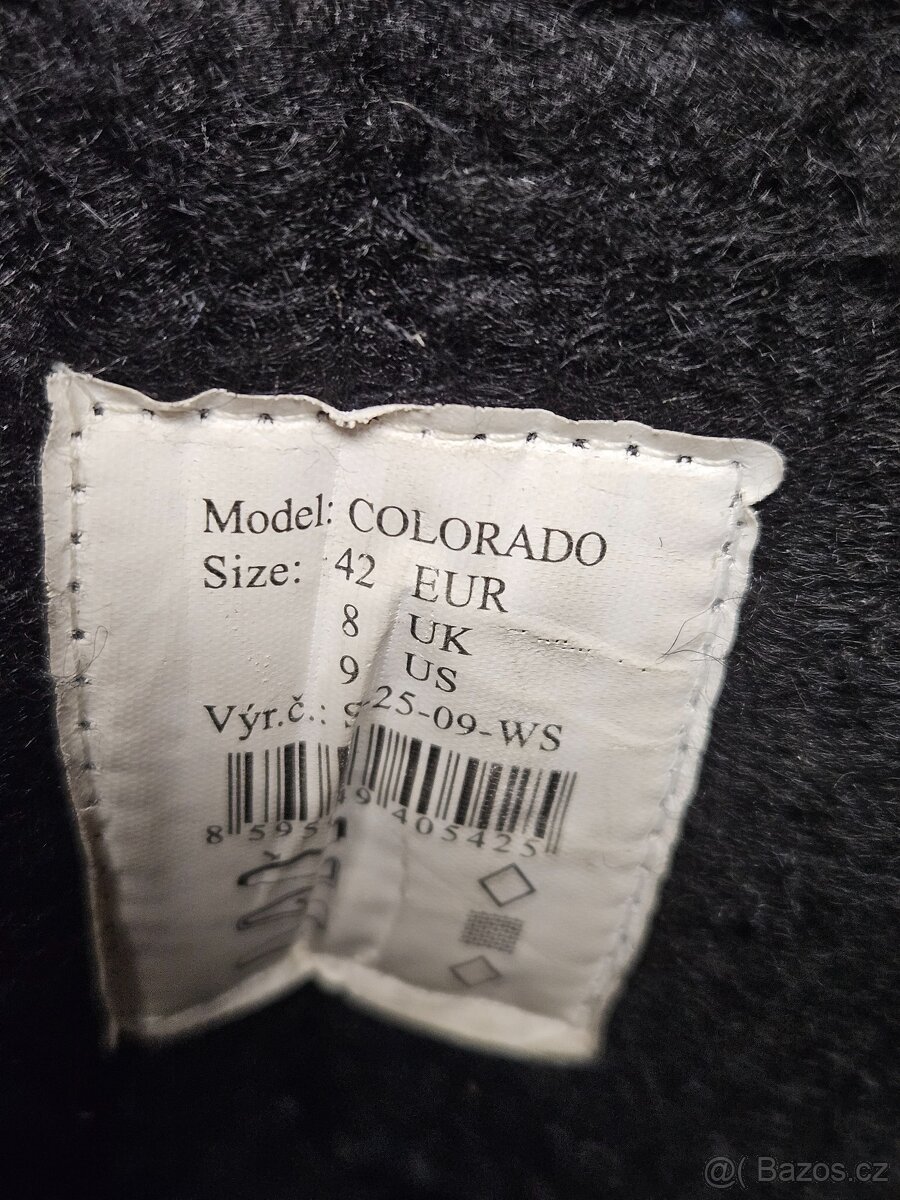 Model: COLORADO
Size: 42 EUR
8 UK
9 US
Výr.č.: S-25-09-WS
405425
@( Bazos.cz